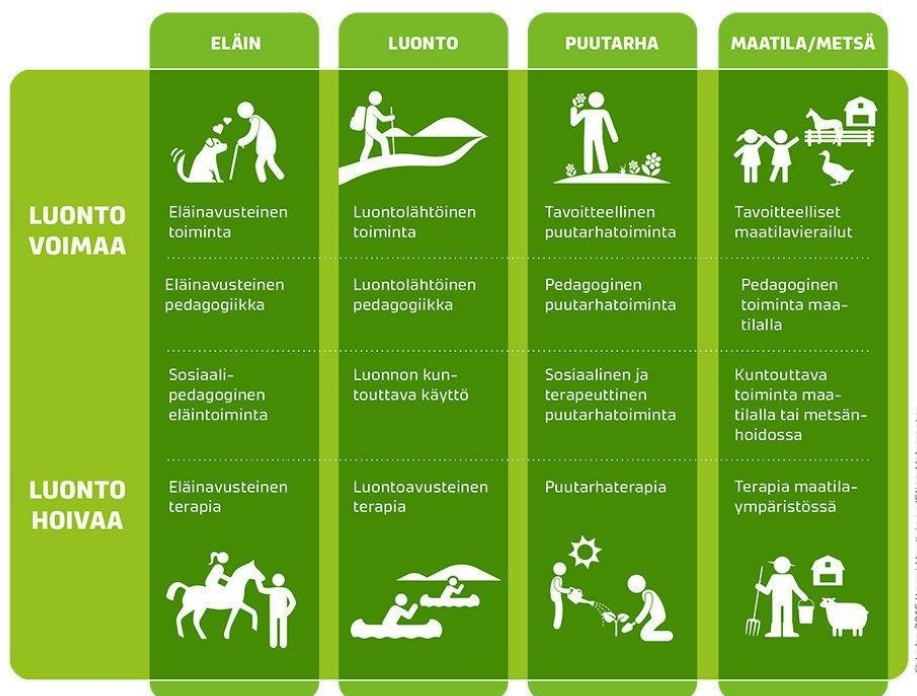 ELÄIN
LUONTO
PUUTARHA
MAATILA/METSÄ
LUONTO
VOIMAA
Eläinavusteinen
toiminta
Luontolähtöinen
toiminta
Tavoitteellinen
puutarhatoiminta
Tavoitteelliset
maatilavierailut
Eläinavusteinen
pedagogiikka
Luontolähtöinen
pedagogiikka
Pedagoginen
puutarhatoiminta
Pedagoginen
toiminta maa-
tilalla
Sosiaali-
pedagoginen
eläintoiminta
Luonnon kun-
touttava käyttö
Sosiaalinen ja
terapeuttinen
puutarhatoiminta
Kuntouttava
toiminta maa-
tilalla tai metsän-
hoidossa
LUONTO
HOIVAA
Eläinavusteinen
terapia
Luontoavusteinen
terapia
Puutarhaterapia
Terapia maatila-
ympäristössä